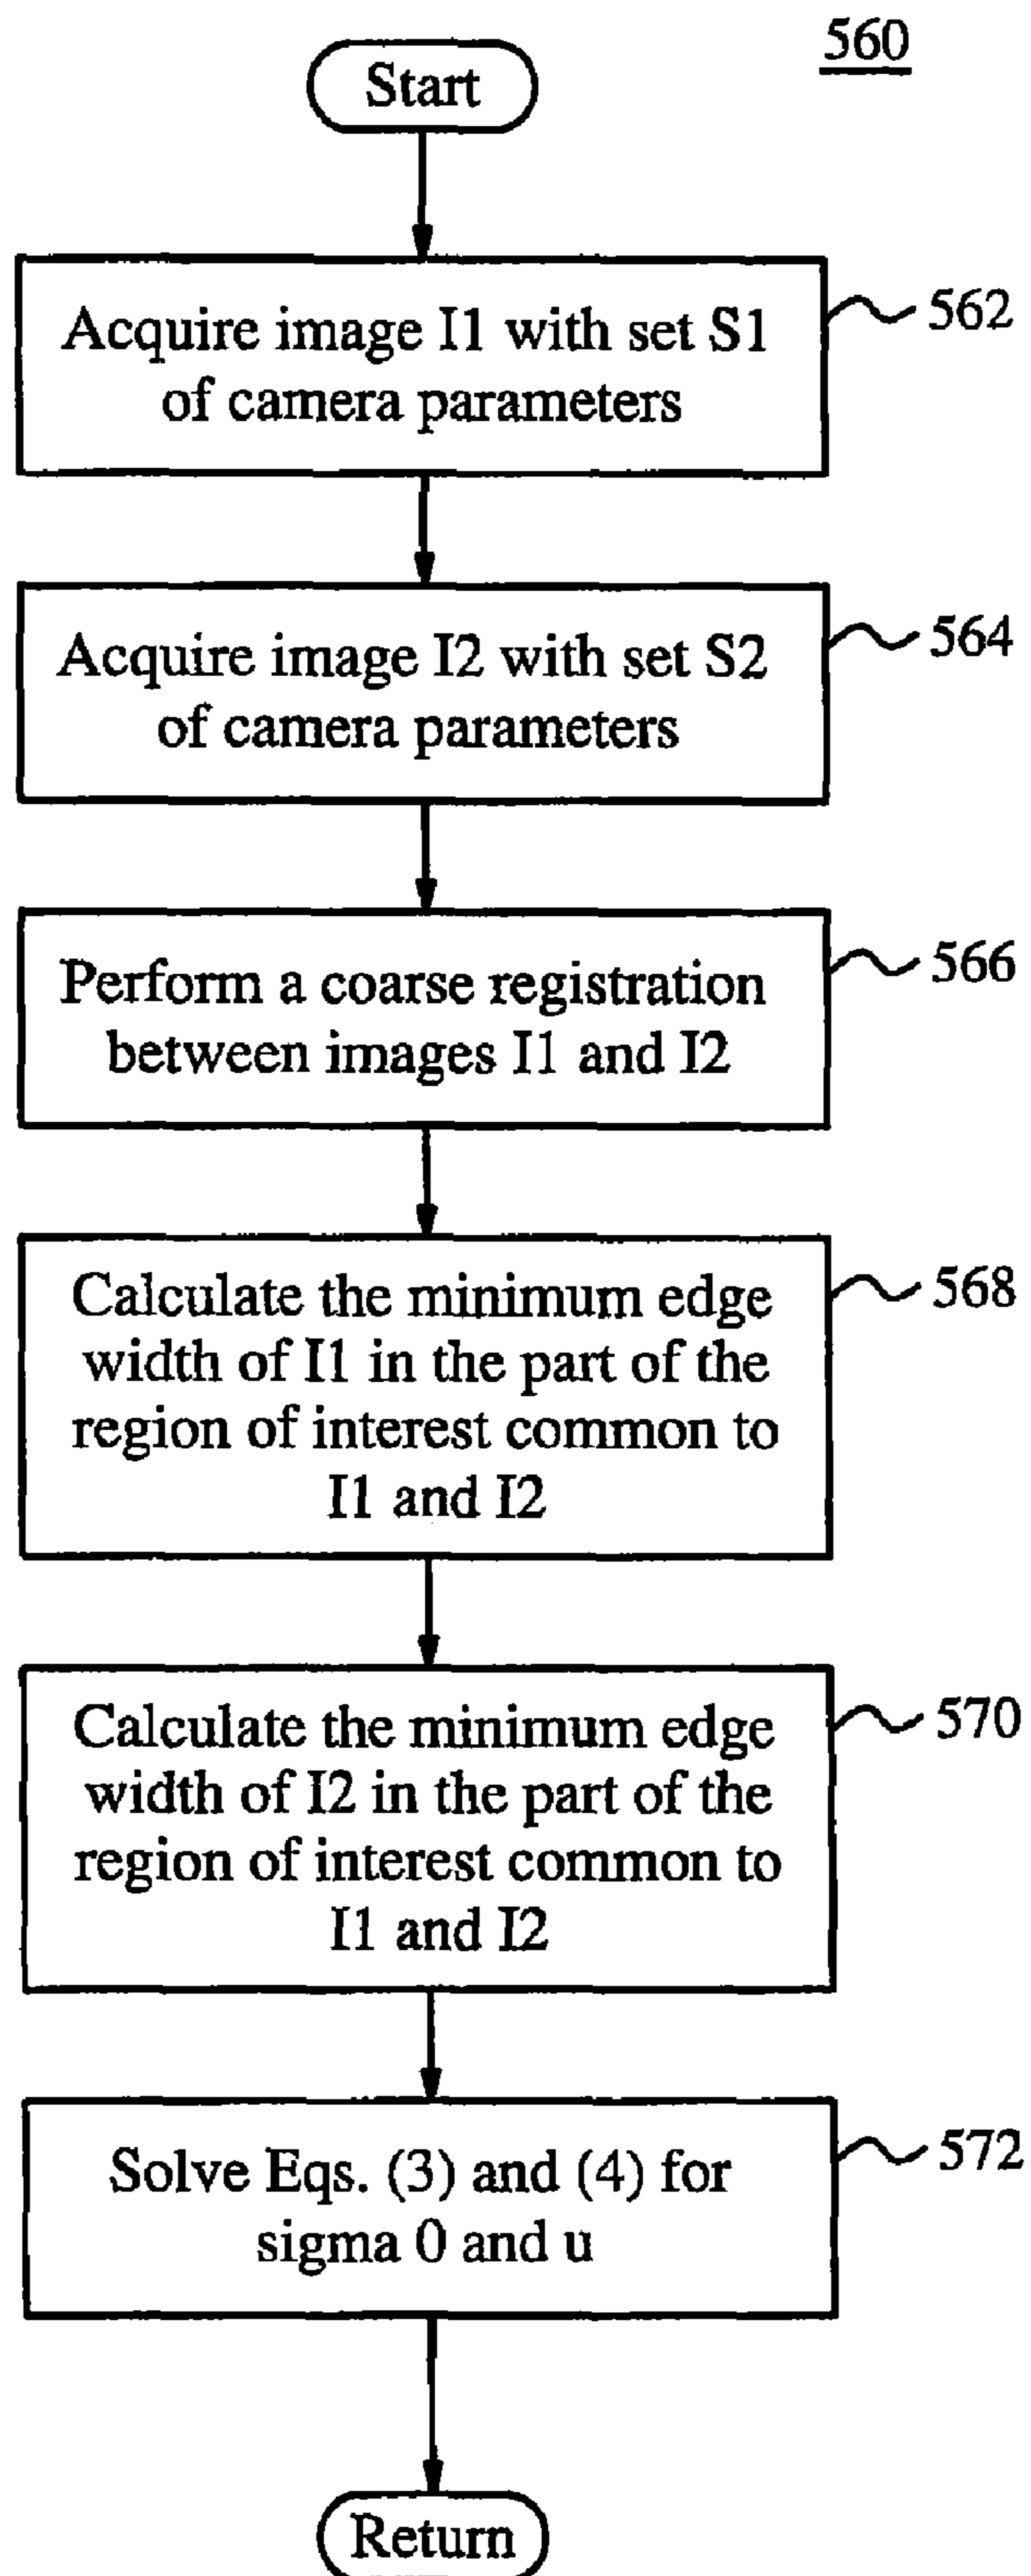 560
Start
Acquire image I1 with set S1
of camera parameters
562
Acquire image I2 with set S2
of camera parameters
564
Perform a coarse registration
between images I1 and I2
566
Calculate the minimum edge
width of I1 in the part of the
region of interest common to
I1 and I2
568
Calculate the minimum edge
width of I2 in the part of the
region of interest common to
I1 and I2
570
Solve Eqs. (3) and (4) for
sigma 0 and u
572
Return